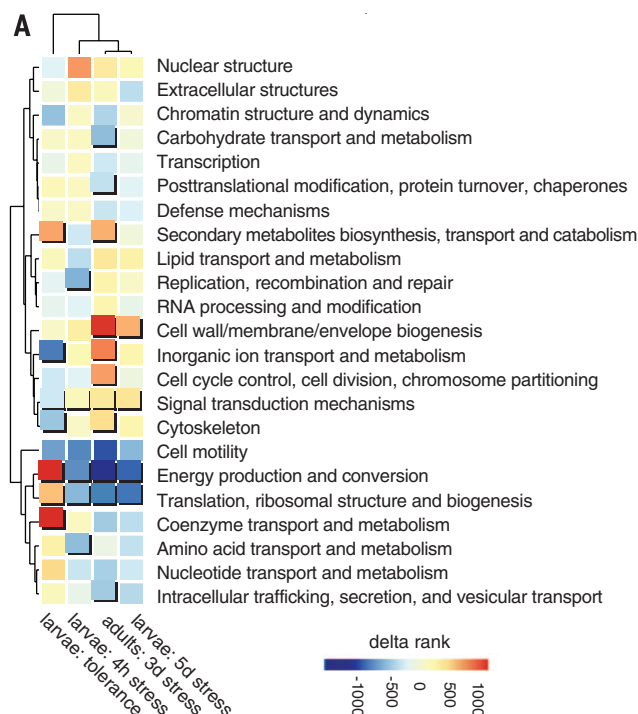 A
Nuclear structure
Extracellular structures
Chromatin structure and dynamics
Carbohydrate transport and metabolism
Transcription
Posttranslational modification, protein turnover, chaperones
Defense mechanisms
Secondary metabolites biosynthesis, transport and catabolism
Lipid transport and metabolism
Replication, recombination and repair
RNA processing and modification
Cell wall/membrane/envelope biogenesis
Inorganic ion transport and metabolism
Cell cycle control, cell division, chromosome partitioning
Signal transduction mechanisms
Cytoskeleton
Cell motility
Energy production and conversion
Translation, ribosomal structure and biogenesis
Coenzyme transport and metabolism
Amino acid transport and metabolism
Nucleotide transport and metabolism
Intracellular trafficking, secretion, and vesicular transport
larvae: tolerance
larvae: 4h stress
adults: 3d stress
larvae: 5d stress
delta rank
-1000
-500
0
500
1000